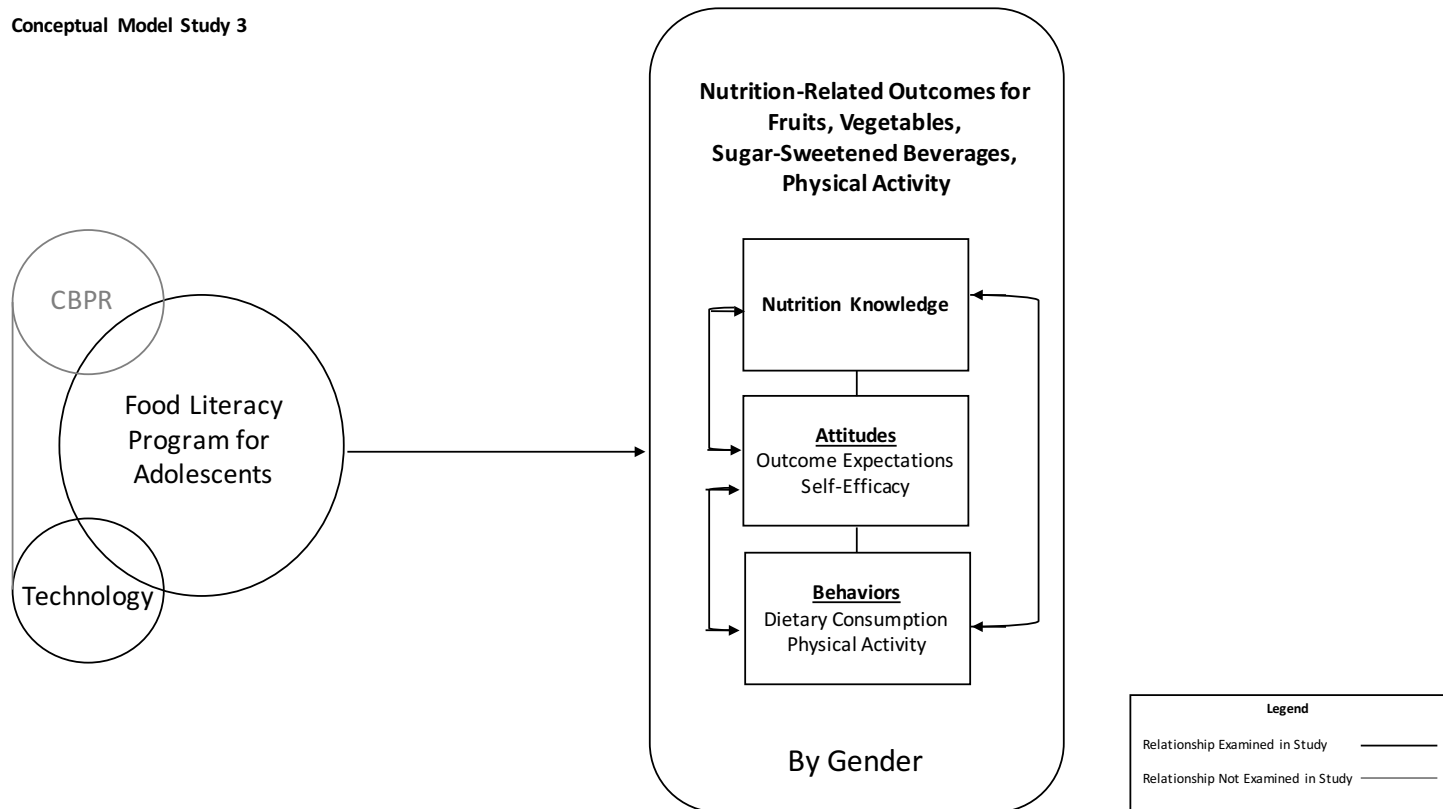 Conceptual Model Study 3
CBPR
Food Literacy
Program for
Adolescents
Technology
Nutrition-Related Outcomes for
Fruits, Vegetables,
Sugar-Sweetened Beverages,
Physical Activity
Nutrition Knowledge
Attitudes
Outcome Expectations
Self-Efficacy
Behaviors
Dietary Consumption
Physical Activity
By Gender
Legend
Relationship Examined in Study
Relationship Not Examined in Study